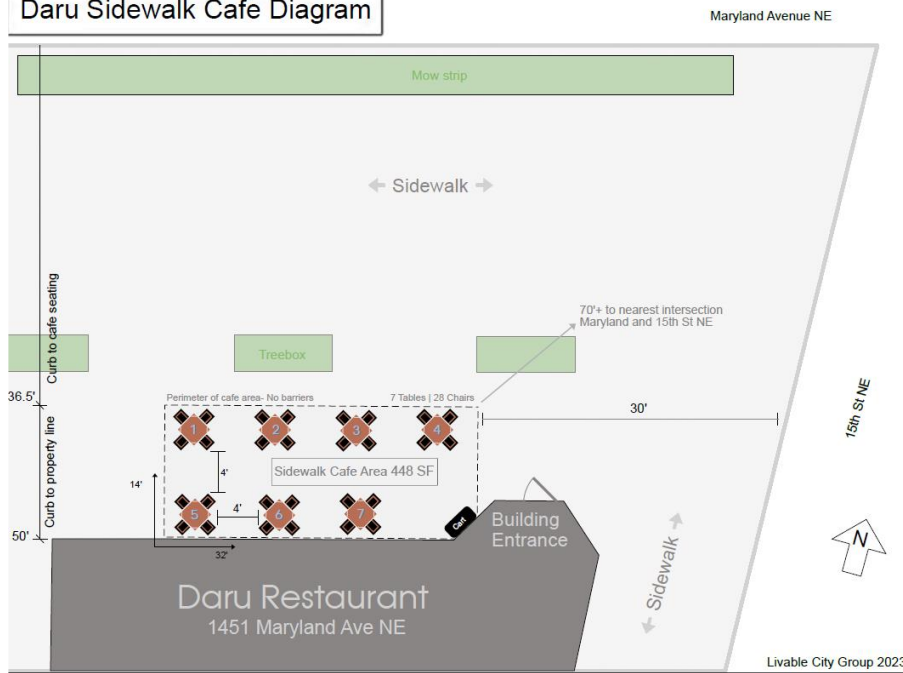 Daru Sidewalk Cafe Diagram
Maryland Avenue NE
Mow strip
Sidewalk
Curb to cafe seating
70'+ to nearest intersection
Maryland and 15th St NE
Treebox
36.5'
Perimeter of cafe area- No barriers
7 Tables | 28 Chairs
30'
15th St NE
1
2
3
4
Curb to property line
4'
Sidewalk Cafe Area 448 SF
14'
5
4'
6
7
Cart
Building
Entrance
Sidewalk
N
50'
32'
Daru Restaurant
1451 Maryland Ave NE
Livable City Group 2023